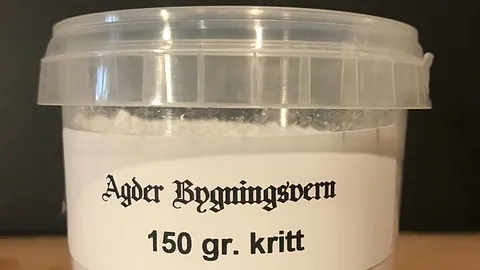 Agder Bygningsvern
150 gr. kritt